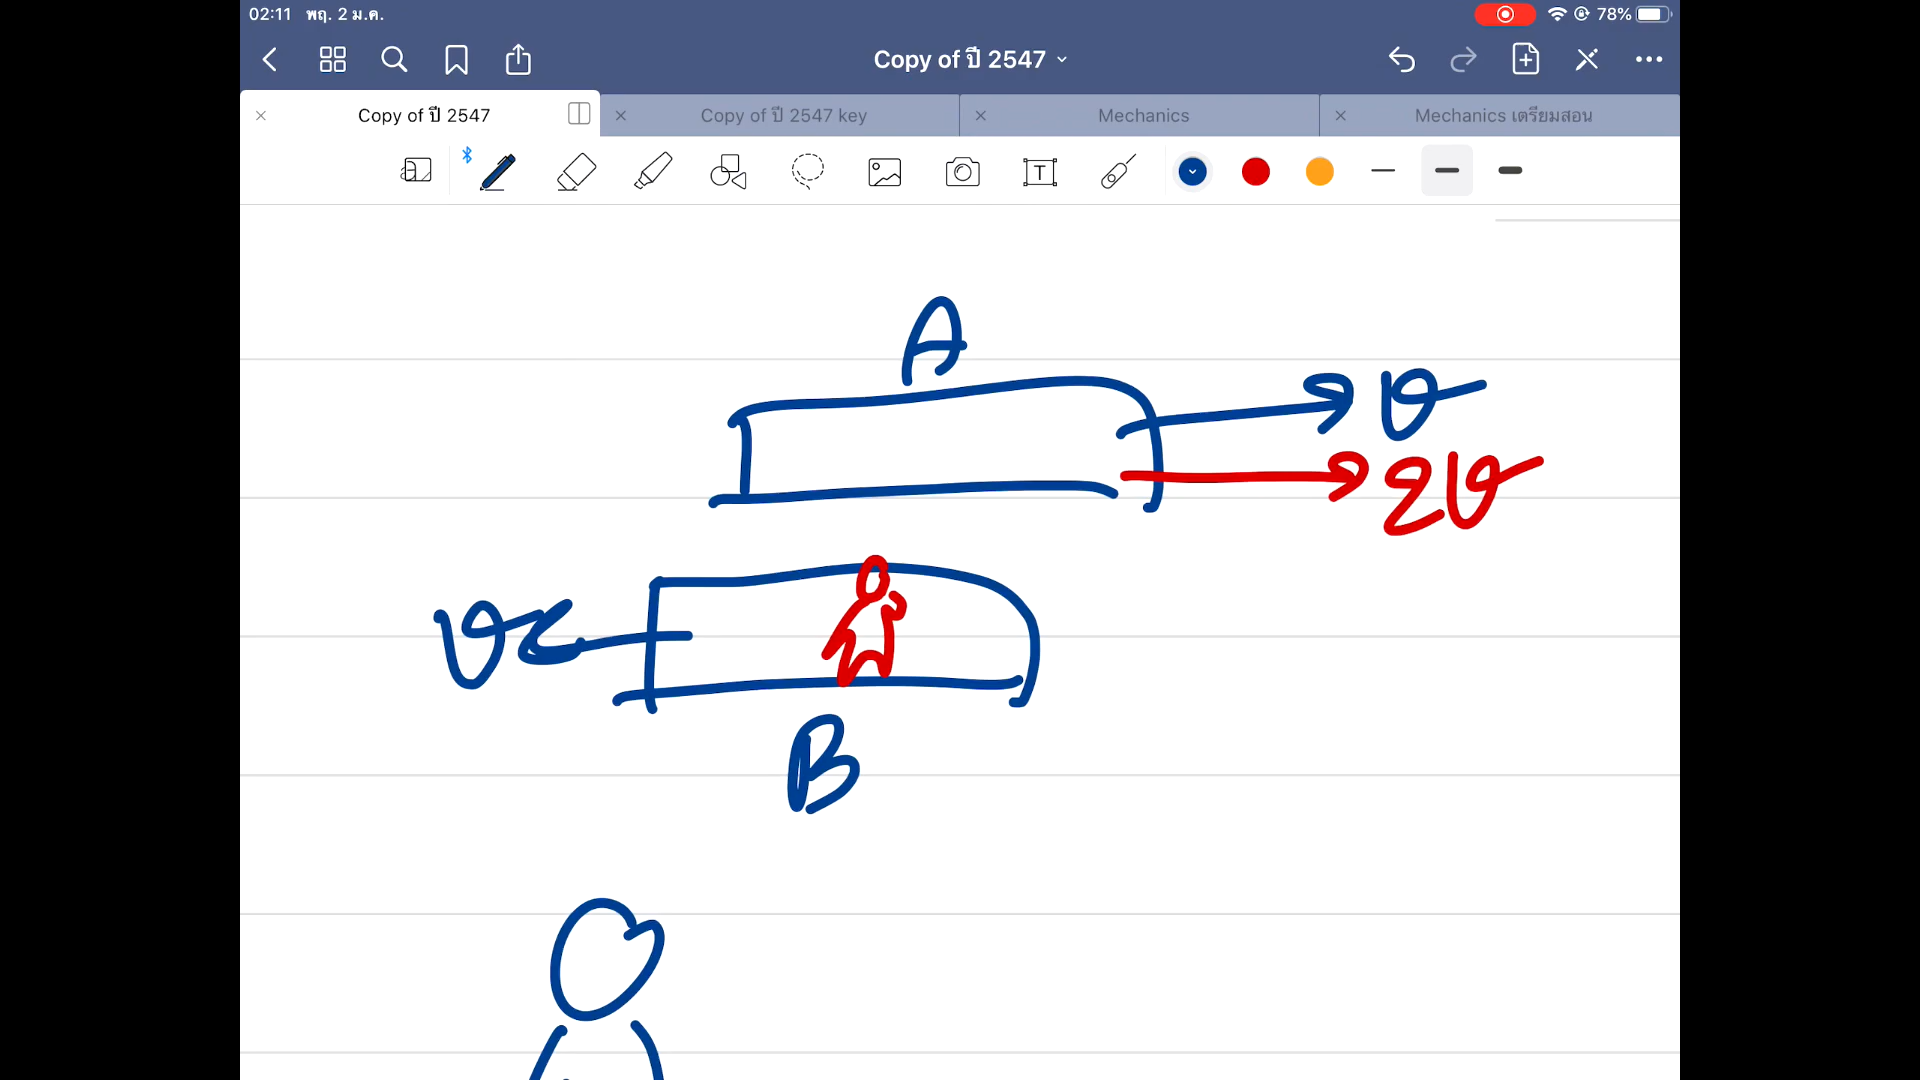 02:11 พฤ. 2 ม.ค. 78%
Copy of ปี 2547
Copy of ปี 2547 Copy of ปี 2547 key Mechanics Mechanics เตรียมสอน
a T
A
v
2v
v
B